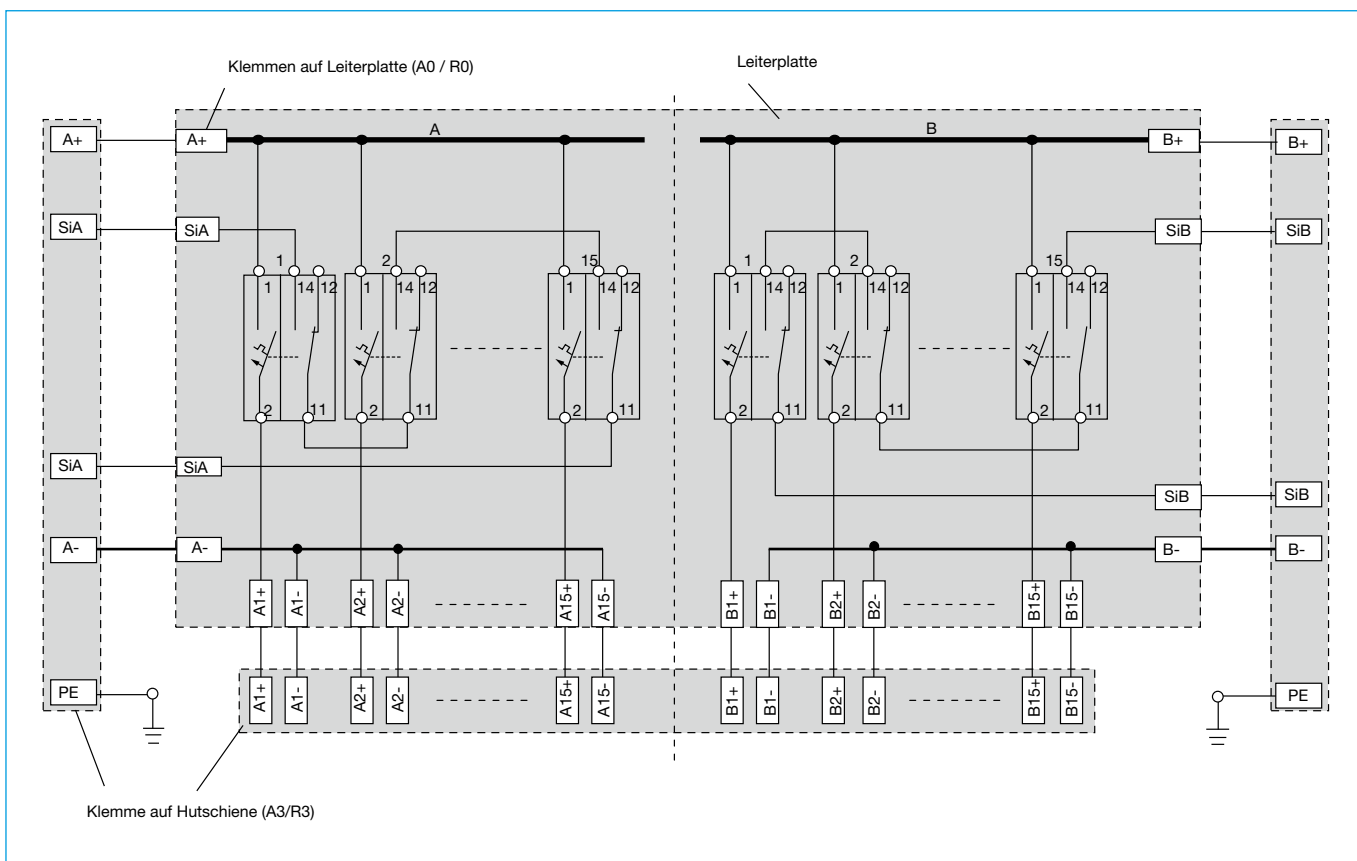 Klemmen auf Leiterplatte (A0 / R0)
Leiterplatte
A+ A+ A B B+ B+
SiA SiA SiB SiB
1 2 15 1 2 15
1 14 12 1 14 12 1 14 12 1 14 12 1 14 12 1 14 12
2 11 2 11 2 11 2 11 2 11 2 11
SiA SiA SiB SiB
A- A- B- B-
A1+ A1- A2+ A2- A15+ A15- B1+ B1- B2+ B2- B15+ B15-
PE A1+ A1- A2+ A2- A15+ A15- B1+ B1- B2+ B2- B15+ B15- PE
Klemme auf Hutschiene (A3/R3)